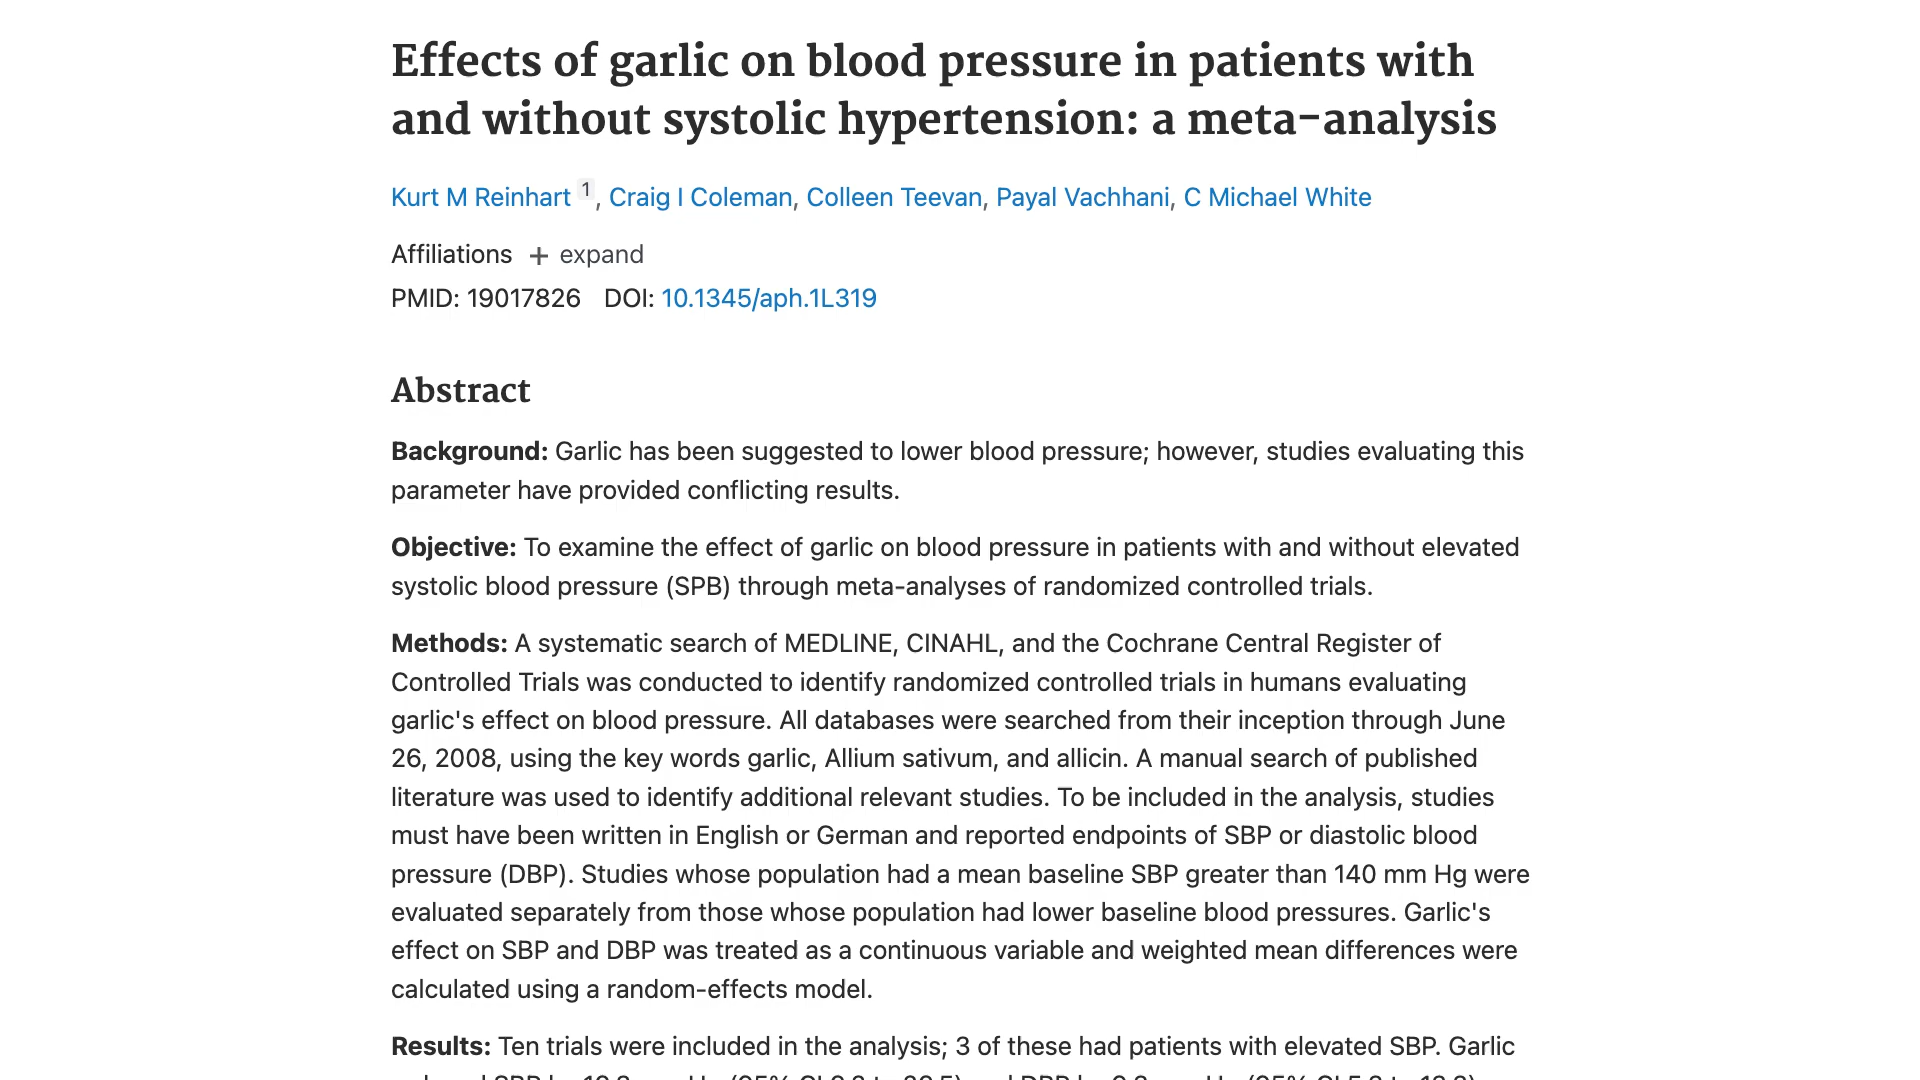 Effects of garlic on blood pressure in patients with
and without systolic hypertension: a meta-analysis
Kurt M Reinhart 1, Craig I Coleman, Colleen Teevan, Payal Vachhani, C Michael White
Affiliations + expand
PMID: 19017826 DOI: 10.1345/aph.1L319
Abstract
Background: Garlic has been suggested to lower blood pressure; however, studies evaluating this
parameter have provided conflicting results.
Objective: To examine the effect of garlic on blood pressure in patients with and without elevated
systolic blood pressure (SPB) through meta-analyses of randomized controlled trials.
Methods: A systematic search of MEDLINE, CINAHL, and the Cochrane Central Register of
Controlled Trials was conducted to identify randomized controlled trials in humans evaluating
garlic's effect on blood pressure. All databases were searched from their inception through June
26, 2008, using the key words garlic, Allium sativum, and allicin. A manual search of published
literature was used to identify additional relevant studies. To be included in the analysis, studies
must have been written in English or German and reported endpoints of SBP or diastolic blood
pressure (DBP). Studies whose population had a mean baseline SBP greater than 140 mm Hg were
evaluated separately from those whose population had lower baseline blood pressures. Garlic's
effect on SBP and DBP was treated as a continuous variable and weighted mean differences were
calculated using a random-effects model.
Results: Ten trials were included in the analysis; 3 of these had patients with elevated SBP. Garlic